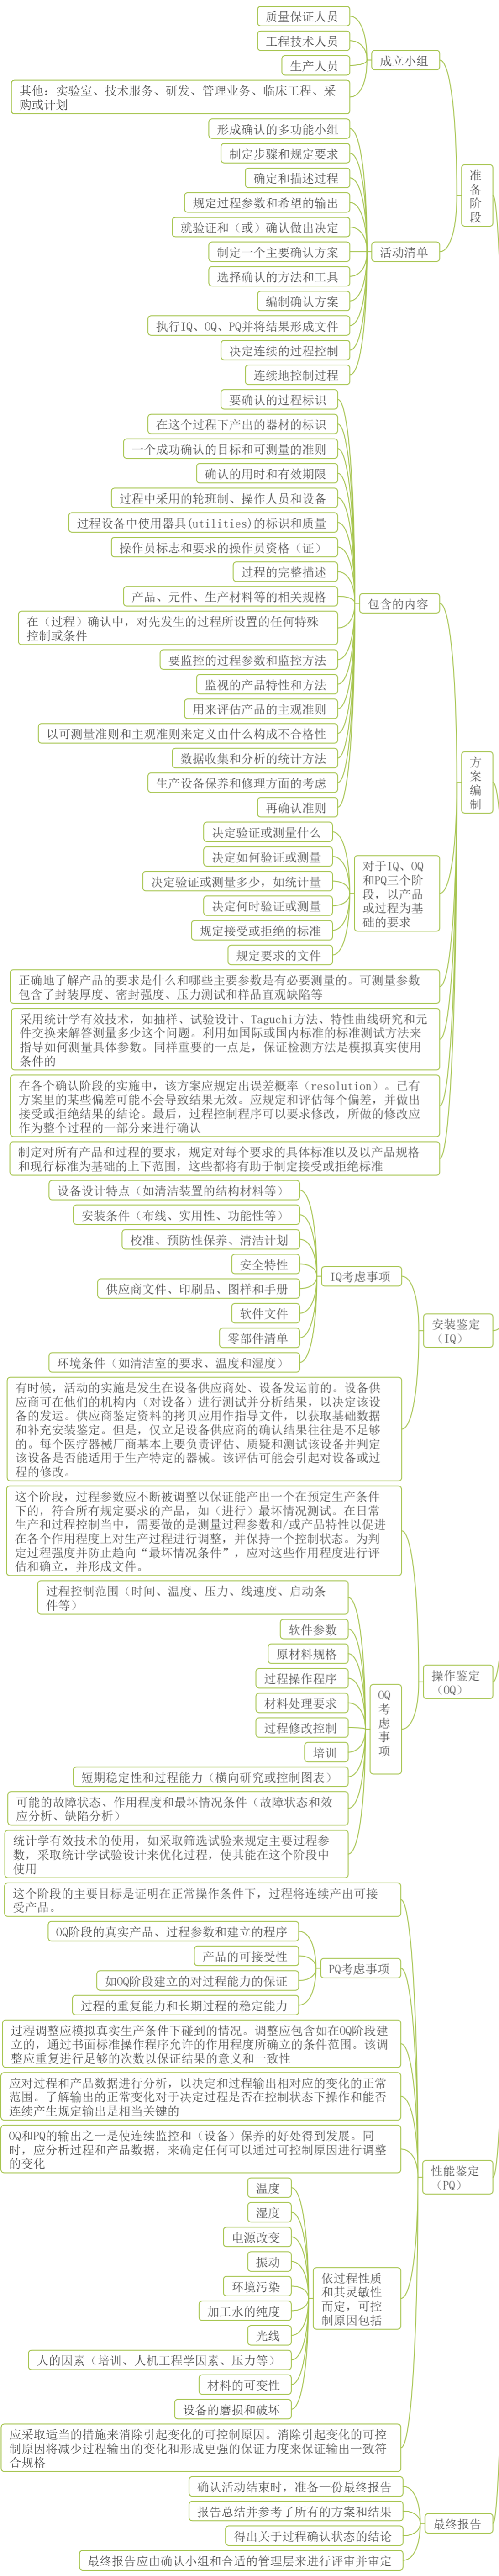 质量保证人员
工程技术人员
生产人员
其他：实验室、技术服务、研发、管理业务、临床工程、采
购或计划
成立小组
形成确认的多功能小组
制定步骤和规定要求
确定和描述过程
规定过程参数和希望的输出
就验证和（或）确认做出决定
制定一个主要确认方案
选择确认的方法和工具
编制确认方案
执行IQ、OQ、PQ并将结果形成文件
决定连续的过程控制
连续地控制过程
活动清单
准
备
阶
段
要确认的过程标识
在这个过程下产出的器材的标识
一个成功确认的目标和可测量的准则
确认的用时和有效期限
过程中采用的轮班制、操作人员和设备
过程设备中使用器具(utilities)的标识和质量
操作员标志和要求的操作员资格（证）
过程的完整描述
产品、元件、生产材料等的相关规格
在（过程）确认中，对先发生的过程所设置的任何特殊
控制或条件
要监控的过程参数和监控方法
监视的产品特性和方法
用来评估产品的主观准则
以可测量准则和主观准则来定义由什么构成不合格性
数据收集和分析的统计方法
生产设备保养和修理方面的考虑
再确认准则
包含的内容
决定验证或测量什么
决定如何验证或测量
决定验证或测量多少，如统计量
决定何时验证或测量
规定接受或拒绝的标准
规定要求的文件
对于IQ、OQ
和PQ三个阶
段，以产品
或过程为基
础的要求
正确地了解产品的要求是什么和哪些主要参数是有必要测量的。可测量参数
包含了封装厚度、密封强度、压力测试和样品直观缺陷等
采用统计学有效技术，如抽样、试验设计、Taguchi方法、特性曲线研究和元
件交换来解答测量多少这个问题。利用如国际或国内标准的标准测试方法来
指导如何测量具体参数。同样重要的一点是，保证检测方法是模拟真实使用
条件的
在各个确认阶段的实施中，该方案应规定出误差概率（resolution）。已有
方案里的某些偏差可能不会导致结果无效。应规定和评估每个偏差，并做出
接受或拒绝结果的结论。最后，过程控制程序可以要求修改，所做的修改应
作为整个过程的一部分来进行确认
制定对所有产品和过程的要求，规定对每个要求的具体标准以及以产品规格
和现行标准为基础的上下范围，这些都将有助于制定接受或拒绝标准
方
案
编
制
设备设计特点（如清洁装置的结构材料等）
安装条件（布线、实用性、功能性等）
校准、预防性保养、清洁计划
安全特性
供应商文件、印刷品、图样和手册
软件文件
零部件清单
环境条件（如清洁室的要求、温度和湿度）
IQ考虑事项
有时候，活动的实施是发生在设备供应商处、设备发运前的。设备供
应商可在他们的机构内（对设备）进行测试并分析结果，以决定该设
备的发运。供应商鉴定资料的拷贝应用作指导文件，以获取基础数据
和补充安装鉴定。但是，仅立足设备供应商的确认结果往往是不足够
的。每个医疗器械厂商基本上要负责评估、质疑和测试该设备并判定
该设备是否能适用于生产特定的器械。该评估可能会引起对设备或过
程的修改。
安装鉴定
（IQ）
这个阶段，过程参数应不断被调整以保证能产出一个在预定生产条件
下的，符合所有规定要求的产品，如（进行）最坏情况测试。在日常
生产和过程控制当中，需要做的是测量过程参数和/或产品特性以促进
在各个作用程度上对生产过程进行调整，并保持一个控制状态。为判
定过程强度并防止趋向“最坏情况条件”，应对这些作用程度进行评
估和确立，并形成文件。
过程控制范围（时间、温度、压力、线速度、启动条
件等）
软件参数
原材料规格
过程操作程序
材料处理要求
过程修改控制
培训
短期稳定性和过程能力（横向研究或控制图表）
可能的故障状态、作用程度和最坏情况条件（故障状态和效
应分析、缺陷分析）
统计学有效技术的使用，如采取筛选试验来规定主要过程参
数，采取统计学试验设计来优化过程，使其能在这个阶段中
使用
OQ
考
虑
事
项
操作鉴定
（OQ）
这个阶段的主要目标是证明在正常操作条件下，过程将连续产出可接
受产品。
OQ阶段的真实产品、过程参数和建立的程序
产品的可接受性
如OQ阶段建立的对过程能力的保证
过程的重复能力和长期过程的稳定能力
PQ考虑事项
过程调整应模拟真实生产条件下碰到的情况。调整应包含如在OQ阶段建
立的，通过书面标准操作程序允许的作用程度所确立的条件范围。该调
整应重复进行足够的次数以保证结果的意义和一致性
应对过程和产品数据进行分析，以决定和过程输出相对应的变化的正常
范围。了解输出的正常变化对于决定过程是否在控制状态下操作和能否
连续产生规定输出是相当关键的
OQ和PQ的输出之一是使连续监控和（设备）保养的好处得到发展。同
时，应分析过程和产品数据，来确定任何可以通过可控制原因进行调整
的变化
温度
湿度
电源改变
振动
环境污染
加工水的纯度
光线
人的因素（培训、人机工程学因素、压力等）
材料的可变性
设备的磨损和破坏
依过程性质
和其灵敏性
而定，可控
制原因包括
应采取适当的措施来消除引起变化的可控制原因。消除引起变化的可控
制原因将减少过程输出的变化和形成更强的保证力度来保证输出一致符
合规格
性能鉴定
（PQ）
确认活动结束时，准备一份最终报告
报告总结并参考了所有的方案和结果
得出关于过程确认状态的结论
最终报告应由确认小组和合适的管理层来进行评审并审定
最终报告